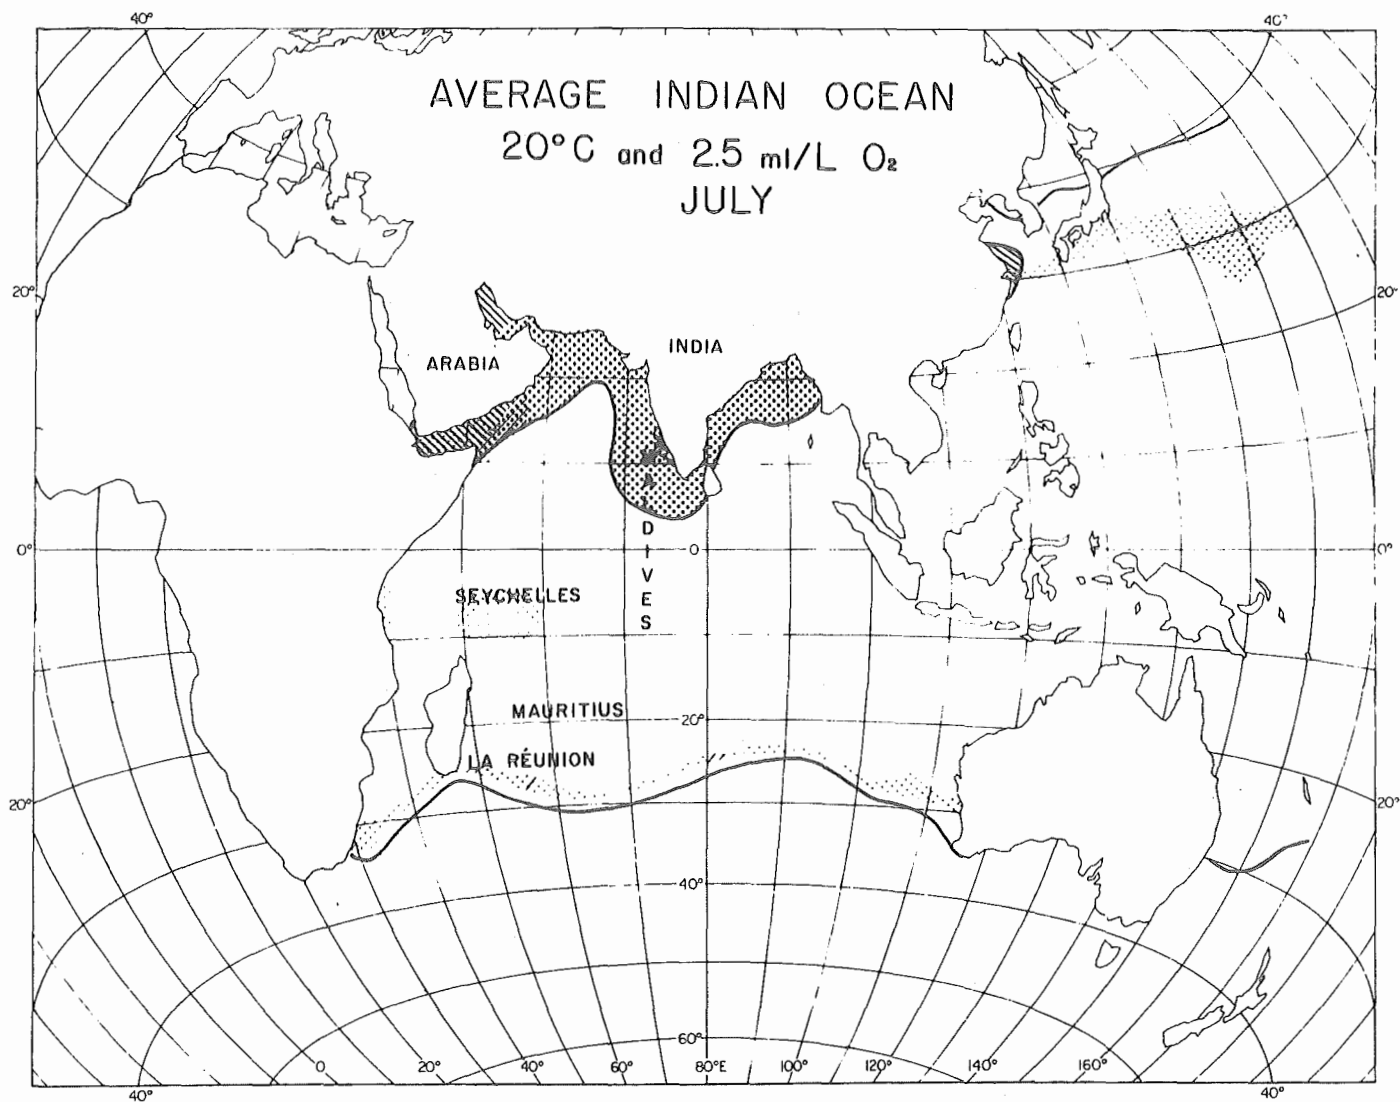 40° 40°
AVERAGE INDIAN OCEAN
20°C and 2.5 ml/L O₂
JULY
20° 20°
INDIA
ARABIA
0° 0 0°
D
I
V
E
S
SEYCHELLES
MAURITIUS
20°
LA RÉUNION
20° 20°
40°
60°
0 20° 40° 60° 80°E 100° 120° 140° 160°
40° 40°